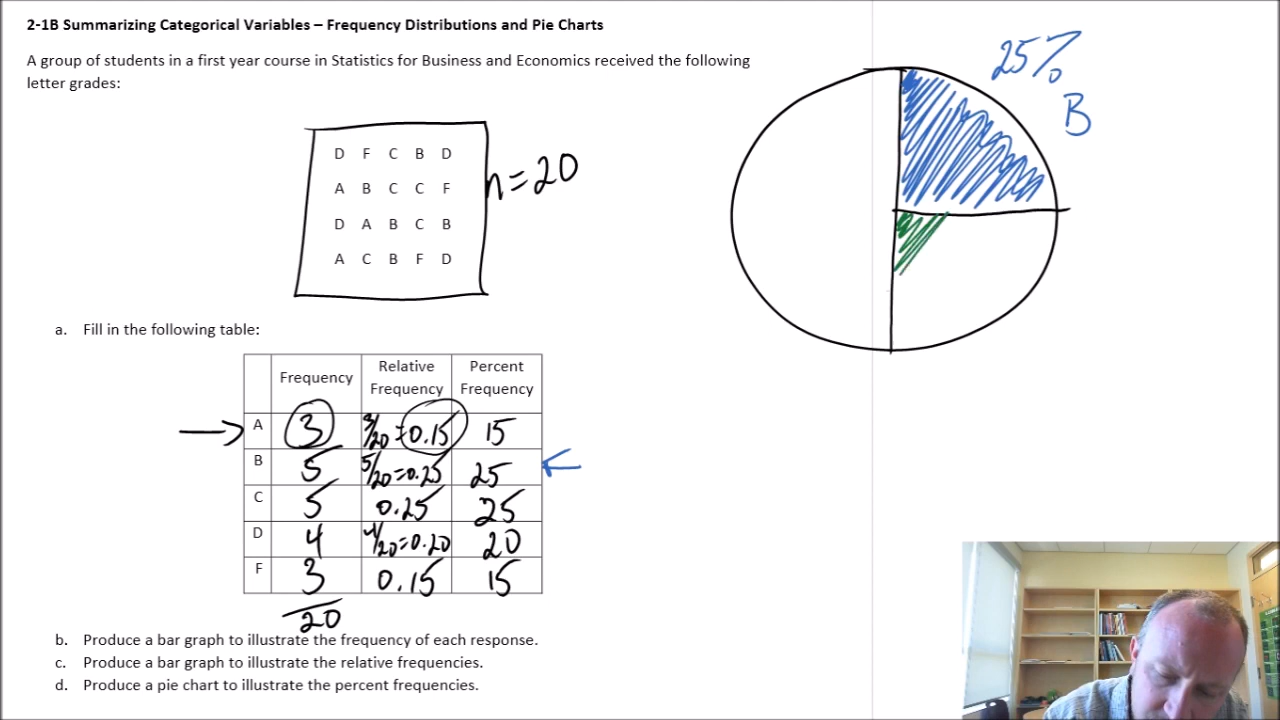 2-1B Summarizing Categorical Variables – Frequency Distributions and Pie Charts
A group of students in a first year course in Statistics for Business and Economics received the following
letter grades:
D F C B D
A B C C F
D A B C B
A C B F D
n=20
25%
B
a. Fill in the following table:
Frequency Relative Frequency Percent Frequency
A 3 3/20 =0.15 15
B 5 5/20=0.25 25
C 5 0.25 25
D 4 4/20=0.20 20
F 3 0.15 15
20
b. Produce a bar graph to illustrate the frequency of each response.
c. Produce a bar graph to illustrate the relative frequencies.
d. Produce a pie chart to illustrate the percent frequencies.